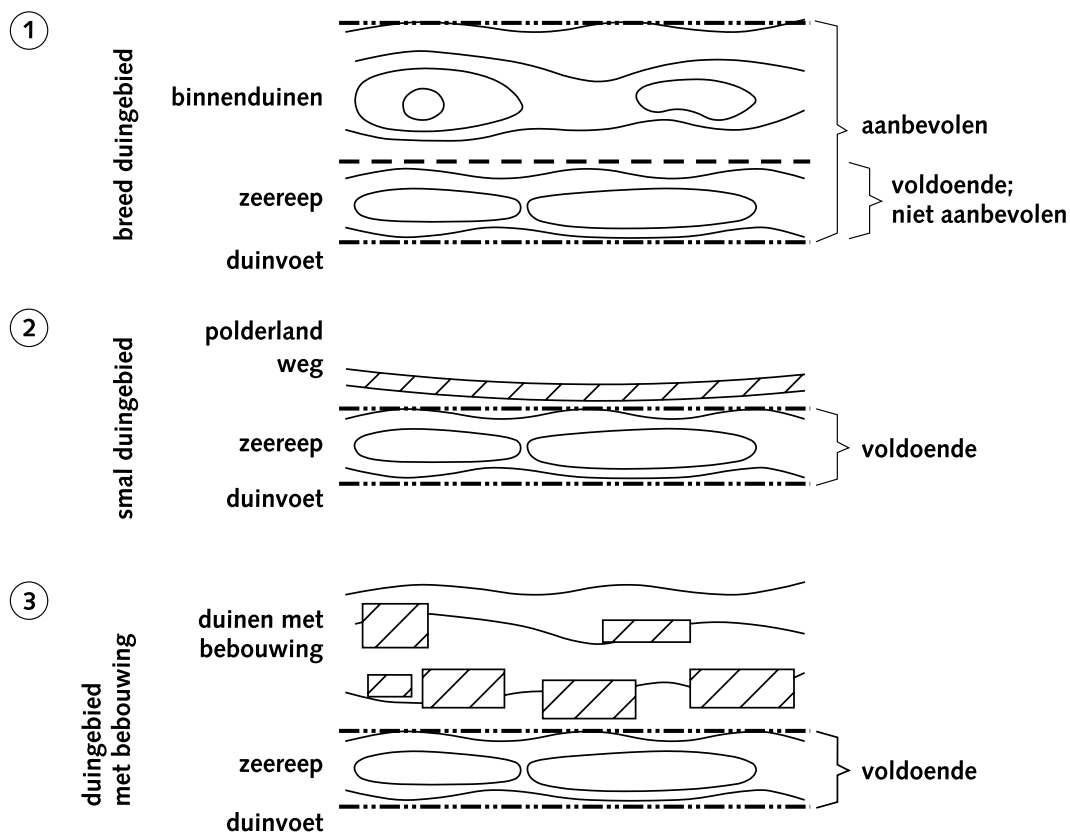 1
breed duingebied
binnenduinen
aanbevolen
zeereep
voldoende;
niet aanbevolen
duinvoet
2
smal duingebied
polderland
weg
zeereep
voldoende
duinvoet
3
duingebied
met bebouwing
duinen met
bebouwing
zeereep
voldoende
duinvoet